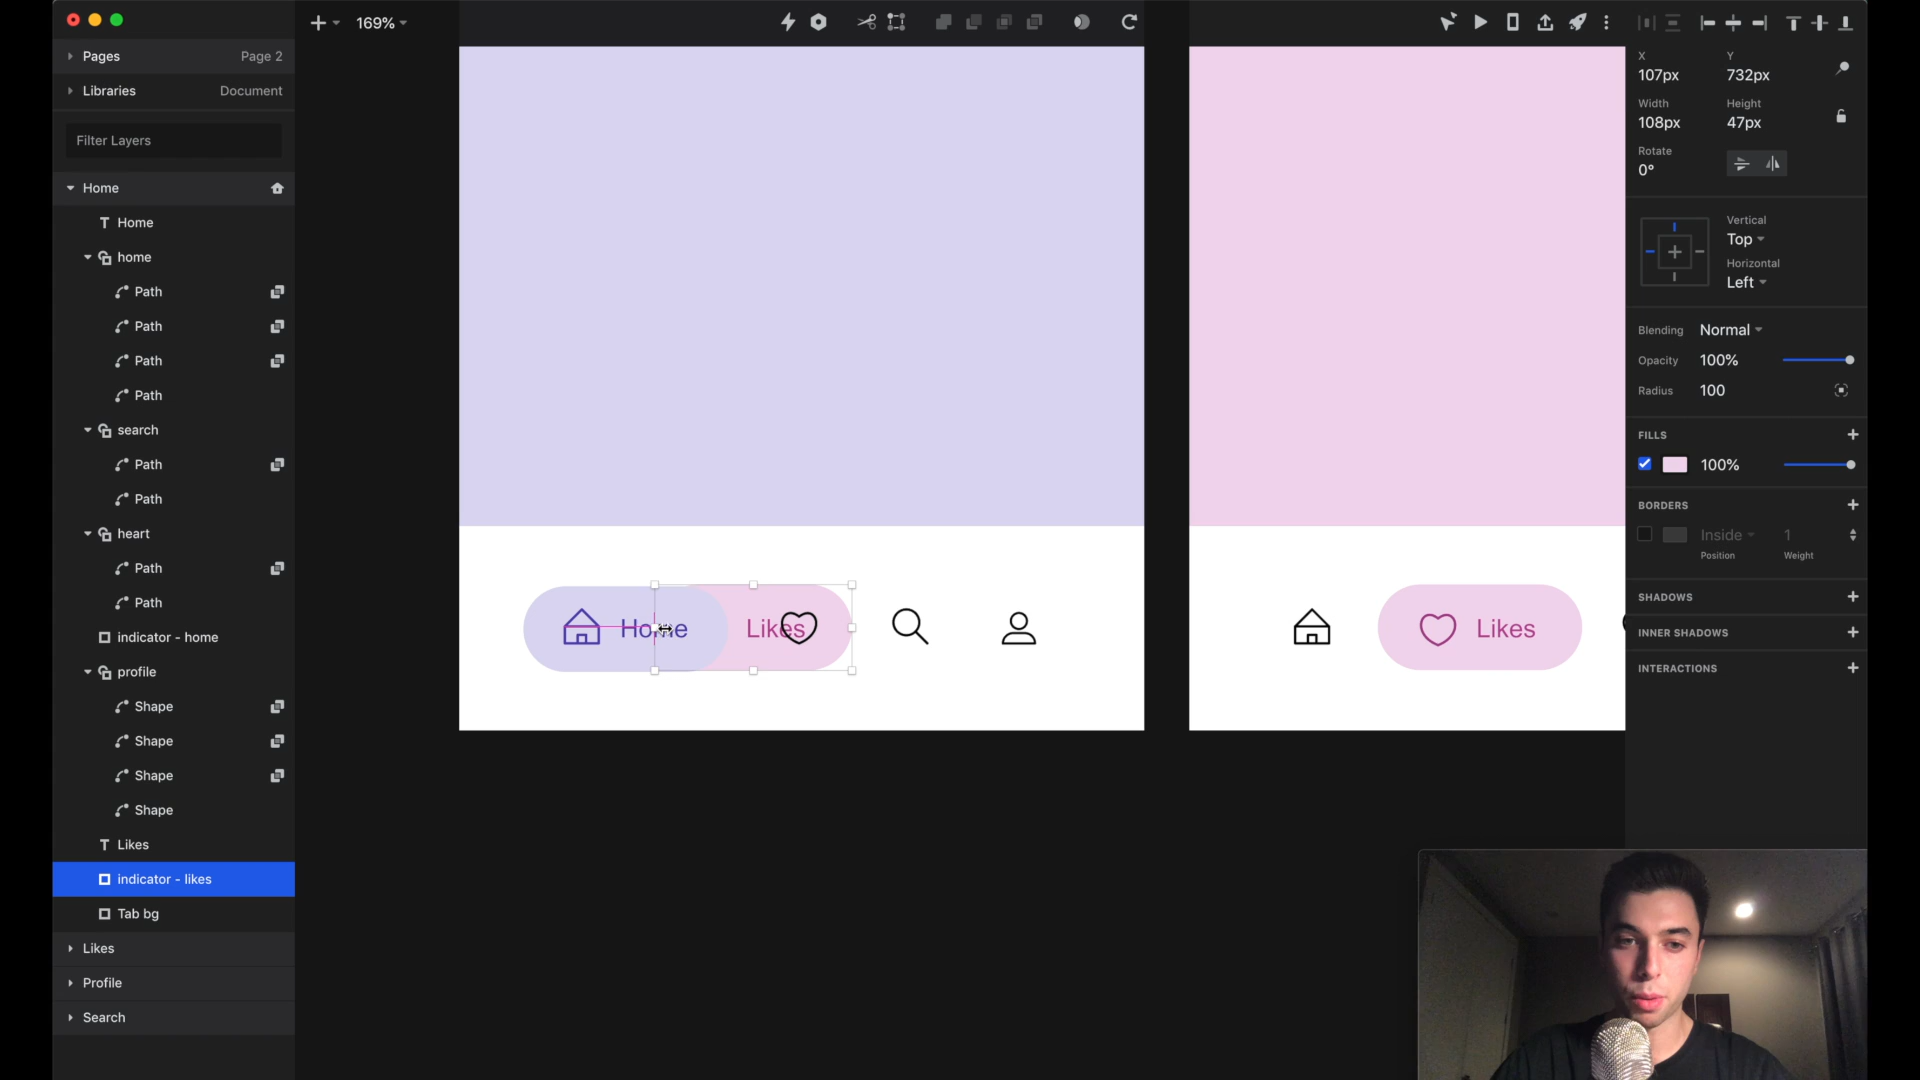 169%
Pages Page 2
Libraries Document
Filter Layers
Home
Home
home
Path
Path
Path
Path
search
Path
Path
heart
Path
Path
indicator - home
profile
Shape
Shape
Shape
Shape
Likes
indicator - likes
Tab bg
Likes
Profile
Search
Home
Likes
Likes
X Y
107px 732px
Width Height
108px 47px
Rotate
0°
Vertical
Top
Horizontal
Left
Blending Normal
Opacity 100%
Radius 100
FILLS
100%
BORDERS
Inside 1
Position Weight
SHADOWS
INNER SHADOWS
INTERACTIONS